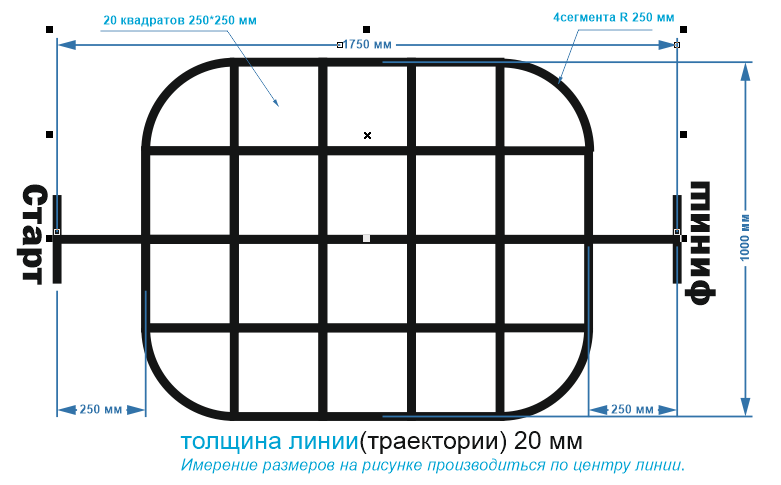 20 квадратов 250*250 мм
4сегмента R 250 мм
1750 мм
Старт
финиш
1000 мм
250 мм
250 мм
толщина линии(траектории) 20 мм
Имерение размеров на рисунке производиться по центру линии.